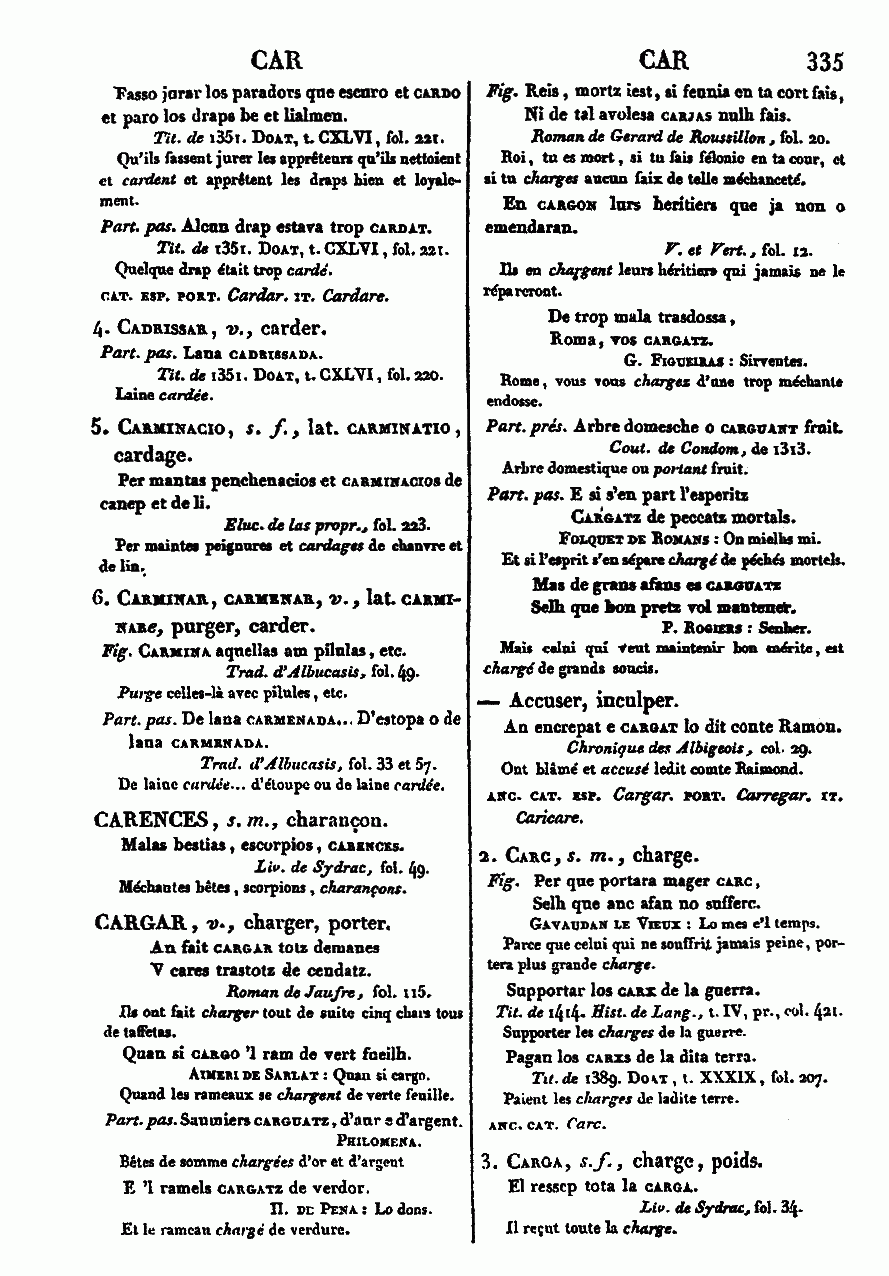 CAR
CAR 335
Fasso jurar los paradors que escuro et CARDO
et paro los draps be et lialmen.
Tit. de 1351. DOAT, t. CXLVI, fol. 221.
Qu'ils fassent jurer les apprêteurs qu'ils nettoient
et cardent et apprêtent les draps bien et loyale-
ment.
Part. pas. Alcun drap estava trop CARDAT.
Tit. de 1351. DOAT, t. CXLVI, fol. 221.
Quelque drap était trop cardé.
CAT. ESP. PORT. Cardar. IT. Cardare.
4. CADRISSAR, v., carder.
Part. pas. Lana CADRISSADA.
Tit. de 1351. DOAT, t. CXLVI, fol. 220.
Laine cardée.
5. CARMINACIO, s. f., lat. CARMINATIO,
cardage.
Per mantas penchenacios et CARMINACIOS de
canep et de li.
Eluc. de las propr., fol. 223.
Per maintes peignures et cardages de chanvre et
de lin.
6. CARMINAR, CARMENAR, v., lat. CARMI-
NARE, purger, carder.
Fig. CARMINA aquellas am pilulas, etc.
Trad. d'Albucasis, fol. 49.
Purge celles-là avec pilules, etc.
Part. pas. De lana CARMENADA... D'estopa o de
lana CARMENADA.
Trad. d'Albucasis, fol. 33 et 57.
De laine cardée... d'étoupe ou de laine cardée.
CARENCES, s. m., charançon.
Malas bestias, escorpios, CARENCES.
Liv. de Sydrac, fol. 49.
Méchantes bêtes, scorpions, charançons.
CARGAR, v., charger, porter.
An fait CARGAR totz demanes
V cares trastotz de cendatz.
Roman de Jaufre, fol. 115.
Ils ont fait charger tout de suite cinq chars tous
de taffetas.
Quan si CARGO 'l ram de vert fueilh.
AIMERI DE SARLAT : Quan si cargo.
Quand les rameaux se chargent de verte feuille.
Part. pas. Saumiers CARGUATZ, d'aur e d'argent.
PHILOMENA.
Bêtes de somme chargées d'or et d'argent
E 'l ramels CARGATZ de verdor.
DE PENA : Lo dons.
Et le rameau chargé de verdure.
Fig. Reis, mortz iest, si feunia en ta cort fais,
Ni de tal avolesa CARJAS nulh fais.
Roman de Gerard de Roussillon, fol. 20.
Roi, tu es mort, si tu fais félonie en ta cour, et
si tu charges aucun faix de telle méchanceté.
En CARGON lurs heritiers que ja non o
emendaran.
V. et Vert., fol. 12.
Ils en chargent leurs héritiers qui jamais ne le
répareront.
De trop mala trasdossa,
Roma, vos CARGATZ.
G. FIGUEIRAS : Sirventes.
Rome, vous vous chargez d'une trop méchante
endosse.
Part. prés. Arbre domesche o CARGUANT fruit.
Cout. de Condom, de 1313.
Arbre domestique ou portant fruit.
Part. pas. E si s'en part l'esperitz
CARGATZ de peccatz mortals.
FOLQUET DE ROMANS : On mielhs mi.
Et si l'esprit s'en sépare chargé de péchés mortels.
Mas de grans afans es CARGUATZ
Selh que bon pretz vol mantener.
P. ROGIERS : Senher.
Mais celui qui veut maintenir bon mérite, est
chargé de grands soucis.
— Accuser, inculper.
An encrepat e CARGAT lo dit conte Ramon.
Chronique des Albigeois, col. 29.
Ont blâmé et accusé ledit comte Raimond.
ANC. CAT. ESP. Cargar. PORT. Carregar. IT.
Caricare.
2. CARC, s. m., charge.
Fig. Per que portara mager CARC,
Selh que anc afan no sufferc.
GAVAUDAN LE VIEUX : Lo mes e'l temps.
Parce que celui qui ne souffrit jamais peine, por-
tera plus grande charge.
Supportar los CARX de la guerra.
Tit. de 1414. Hist. de Lang., t. IV, pr., col. 421.
Supporter les charges de la guerre.
Pagan los CARXS de la dita terra.
Tit. de 1389. DOAT, t. XXXIX, fol. 207.
Paient les charges de ladite terre.
ANC. CAT. Carc.
3. CARGA, s. f., charge, poids.
El ressep tota la CARGA.
Liv. de Sydrac, fol. 34.
Il reçut toute la charge.